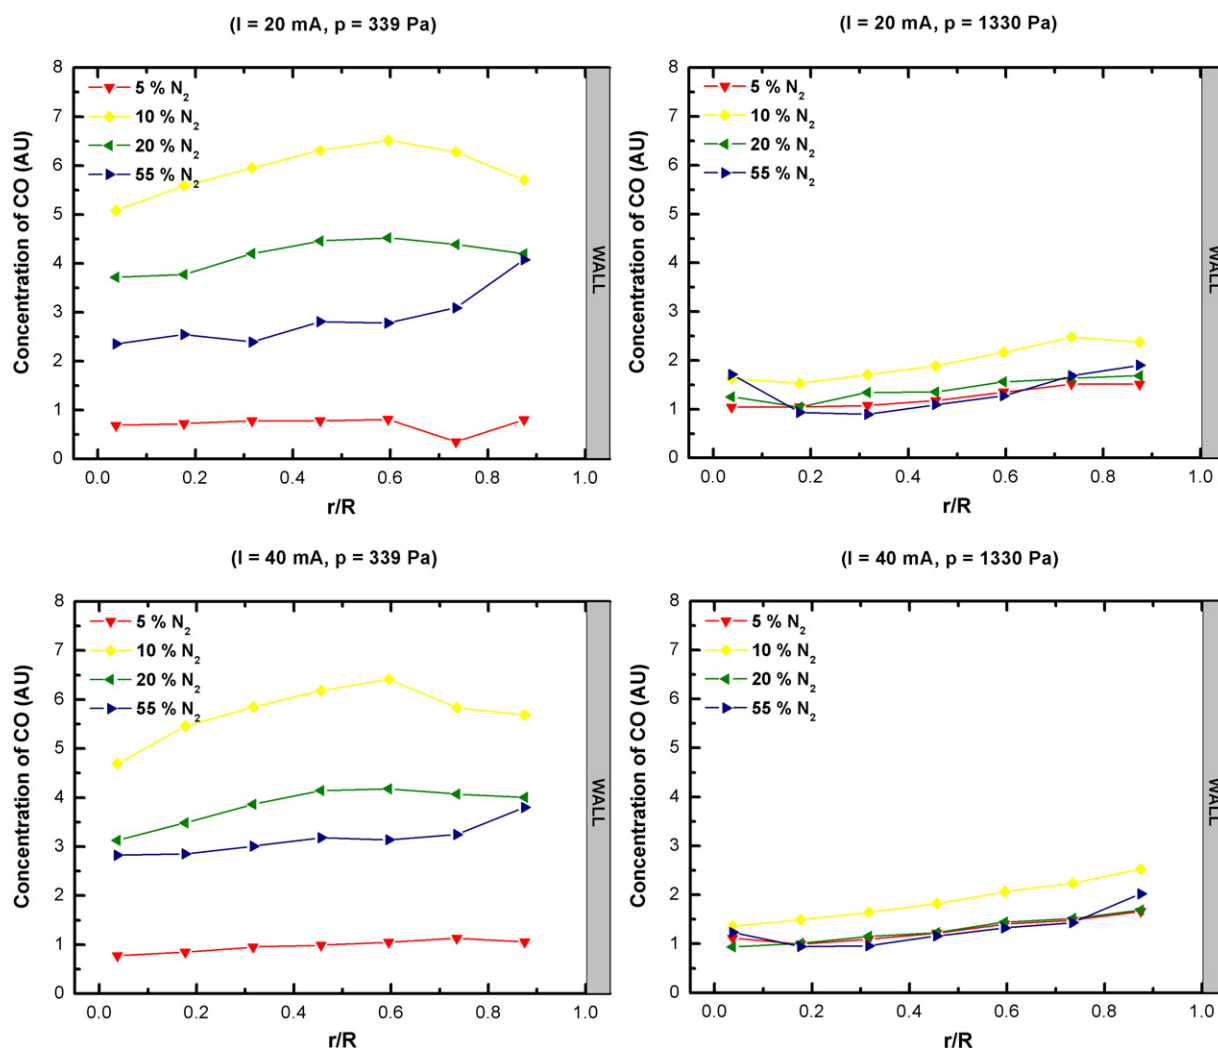 (I = 20 mA, p = 339 Pa)
8
7
6
5
4
3
2
1
0
Concentration of CO (AU)
5 % N₂
10 % N₂
20 % N₂
55 % N₂
WALL
0.0 0.2 0.4 0.6 0.8 1.0
r/R
(I = 20 mA, p = 1330 Pa)
8
7
6
5
4
3
2
1
0
Concentration of CO (AU)
5 % N₂
10 % N₂
20 % N₂
55 % N₂
WALL
0.0 0.2 0.4 0.6 0.8 1.0
r/R
(I = 40 mA, p = 339 Pa)
8
7
6
5
4
3
2
1
0
Concentration of CO (AU)
5 % N₂
10 % N₂
20 % N₂
55 % N₂
WALL
0.0 0.2 0.4 0.6 0.8 1.0
r/R
(I = 40 mA, p = 1330 Pa)
8
7
6
5
4
3
2
1
0
Concentration of CO (AU)
5 % N₂
10 % N₂
20 % N₂
55 % N₂
WALL
0.0 0.2 0.4 0.6 0.8 1.0
r/R